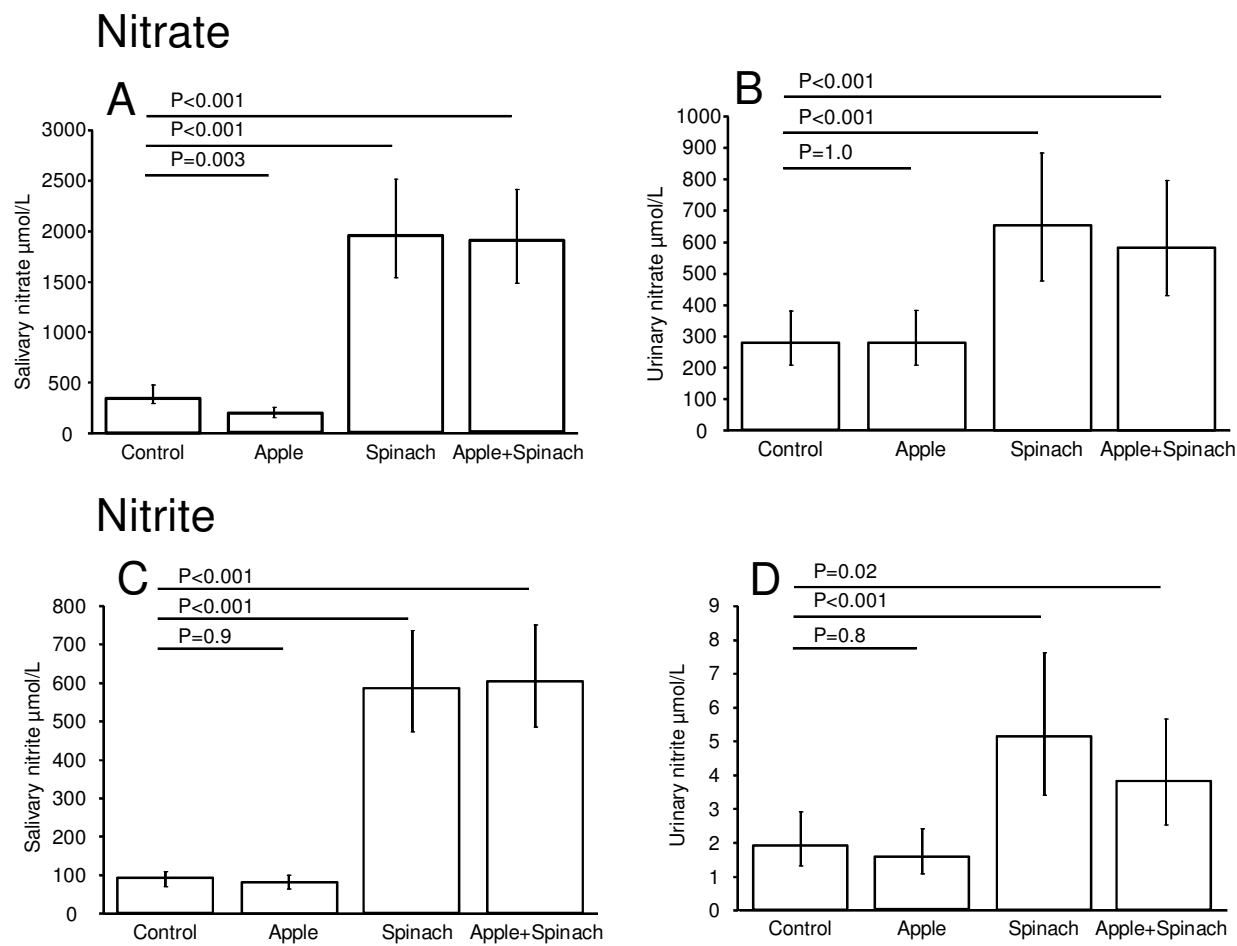 Nitrate
A
P<0.001
P<0.001
P=0.003
3000
2500
2000
1500
1000
500
0
Salivary nitrate µmol/L
Control Apple Spinach Apple+Spinach
B
P<0.001
P<0.001
P=1.0
1000
900
800
700
600
500
400
300
200
100
0
Urinary nitrate µmol/L
Control Apple Spinach Apple+Spinach
Nitrite
C
P<0.001
P<0.001
P=0.9
800
700
600
500
400
300
200
100
0
Salivary nitrite µmol/L
Control Apple Spinach Apple+Spinach
D
P=0.02
P<0.001
P=0.8
9
8
7
6
5
4
3
2
1
0
Urinary nitrite µmol/L
Control Apple Spinach Apple+Spinach